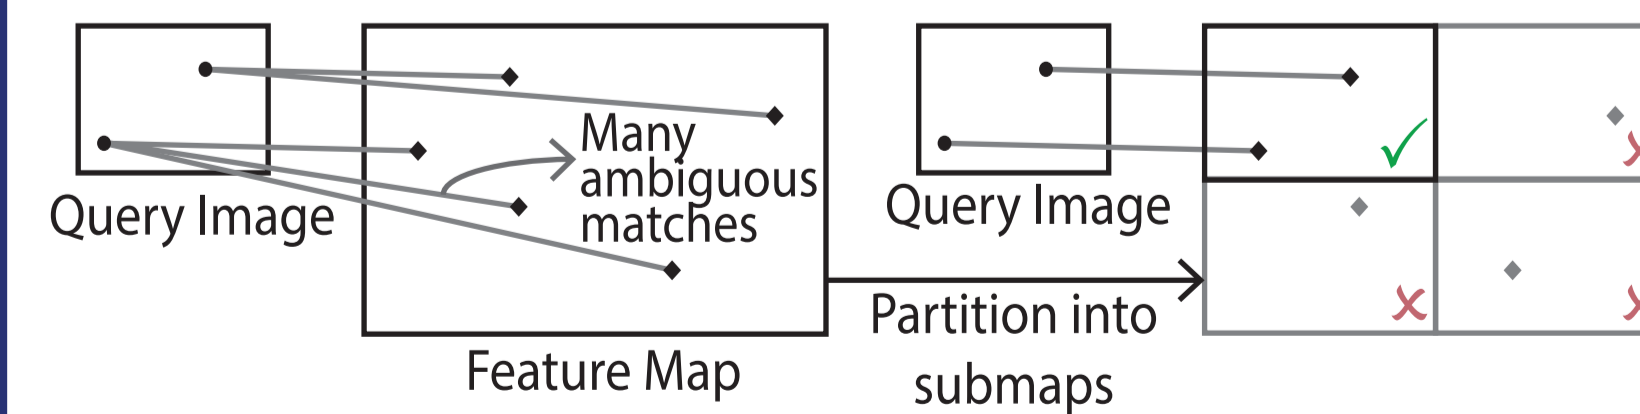 Many
ambiguous
matches
Query Image
Feature Map
Partition into
submaps
Query Image